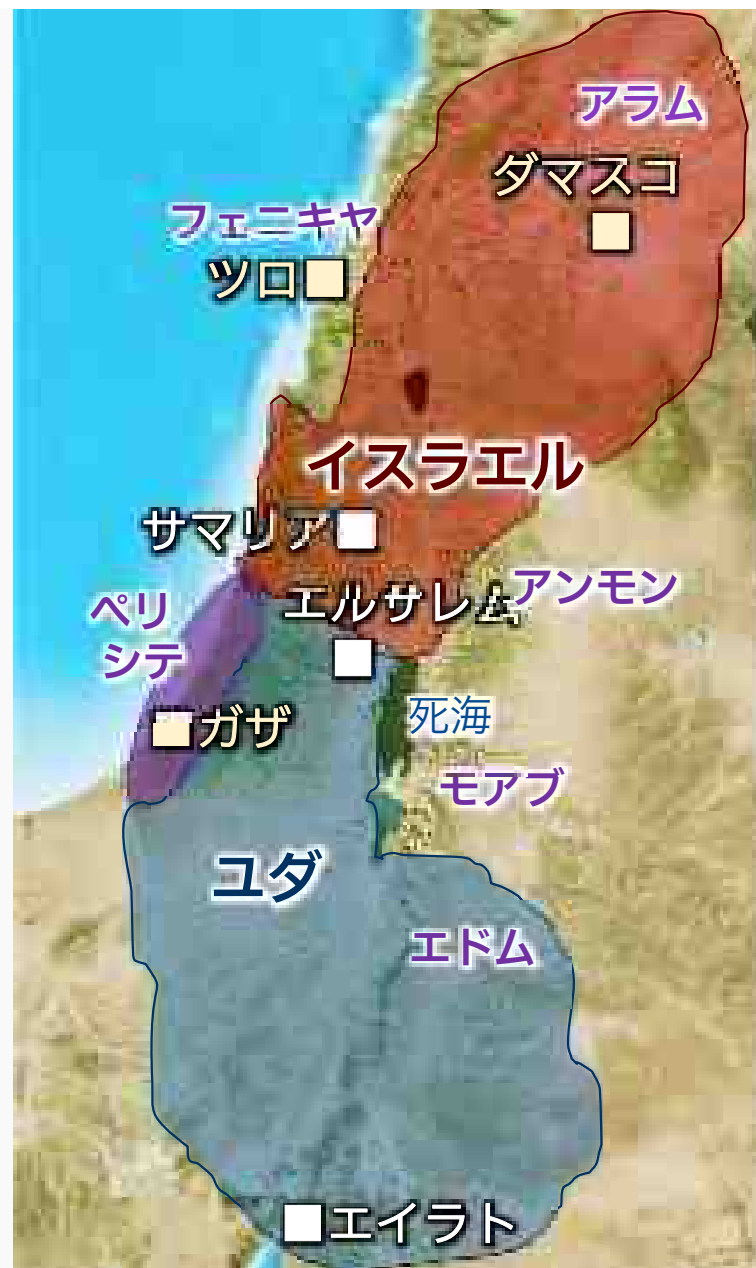 アラム
ダマスコ
フェニキヤ
ツロ
イスラエル
サマリア
アンモン
エルサレム
ペリ
シテ
死海
ガザ
モアブ
ユダ
エドム
エイラト